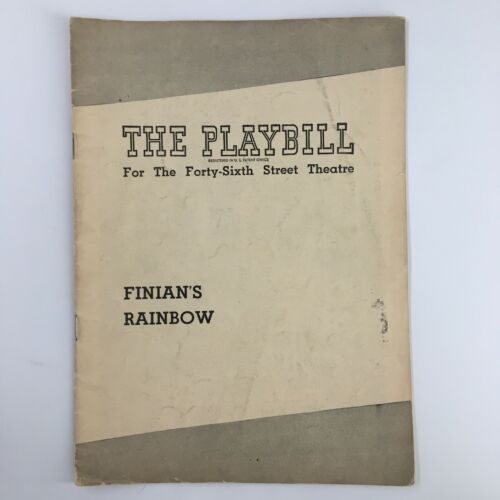 THE PLAYBILL
REGISTERED IN U. S. PATENT OFFICE
For The Forty-Sixth Street Theatre
FINIAN'S
RAINBOW